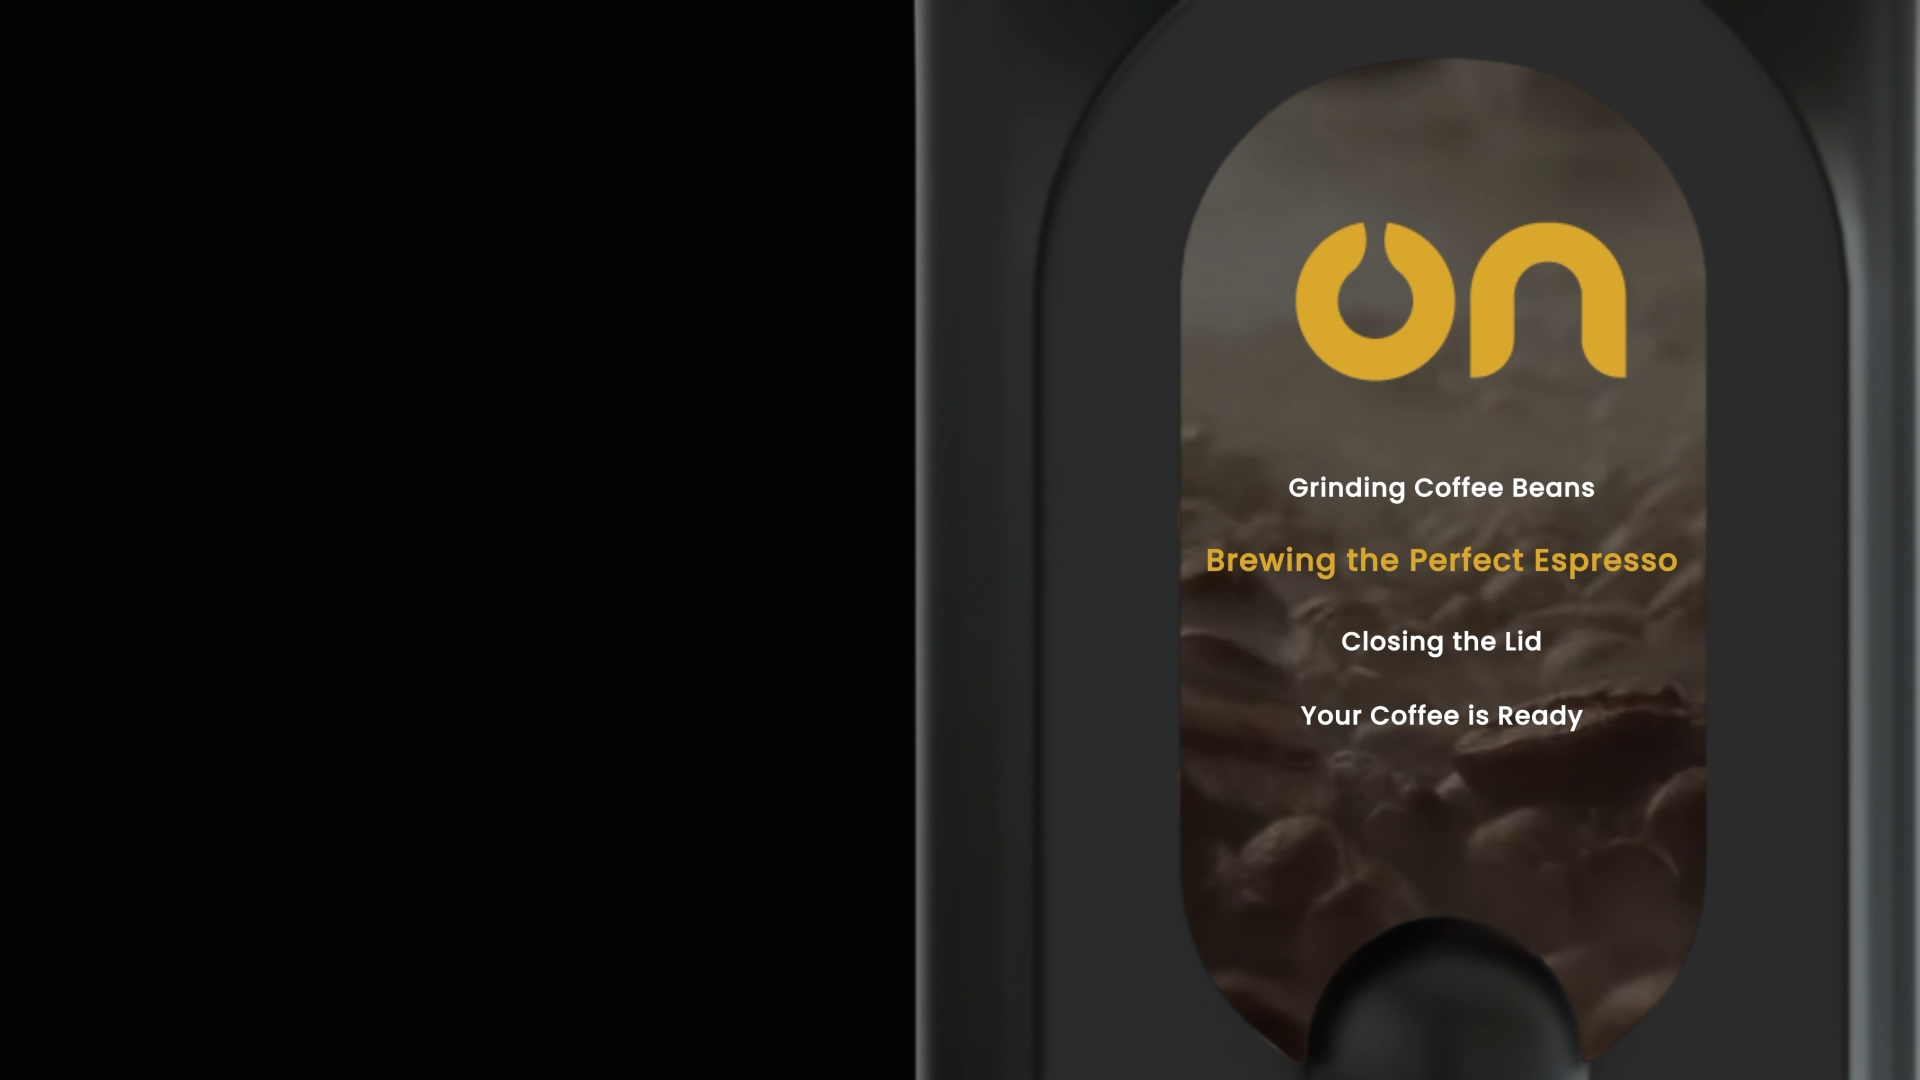 on
Grinding Coffee Beans
Brewing the Perfect Espresso
Closing the Lid
Your Coffee is Ready